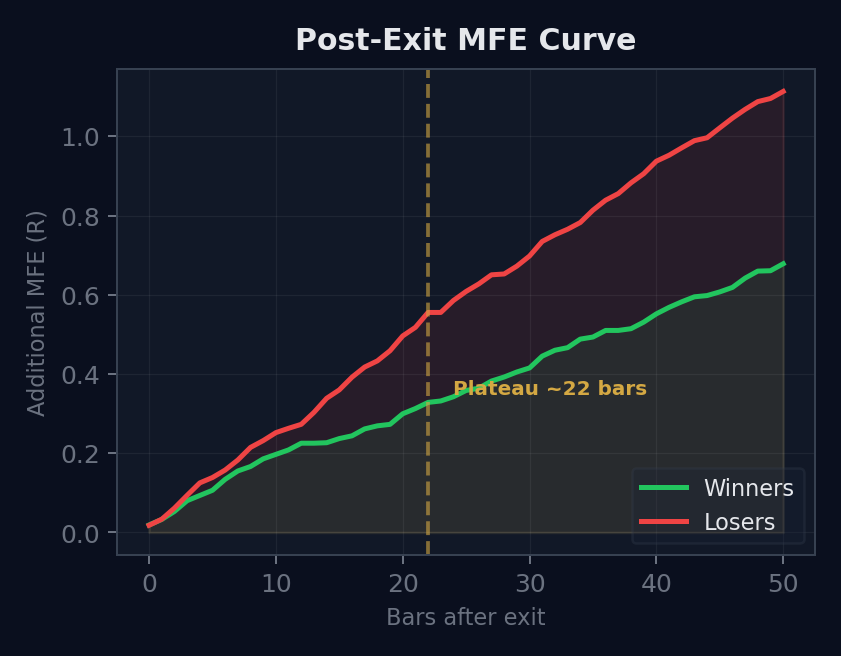 Post-Exit MFE Curve
Additional MFE (R)
1.0
0.8
0.6
0.4
0.2
0.0
Plateau ~22 bars
Winners
Losers
0 10 20 30 40 50
Bars after exit